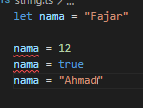 string.ts > ...
let nama = "Fajar"
nama = 12
nama = true
nama = "Ahmad"